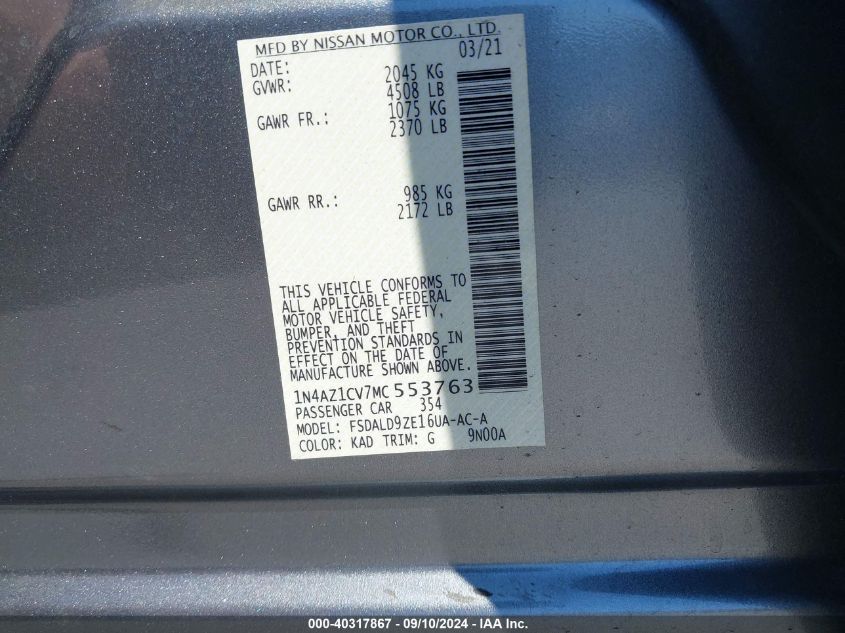 MFD BY NISSAN MOTOR CO., LTD.
DATE: 03/21
GVWR: 2045 KG
4508 LB
GAWR FR.: 1075 KG
2370 LB
GAWR RR.: 985 KG
2172 LB
THIS VEHICLE CONFORMS TO
ALL APPLICABLE FEDERAL
MOTOR VEHICLE SAFETY,
BUMPER, AND THEFT
PREVENTION STANDARDS IN
EFFECT ON THE DATE OF
MANUFACTURE SHOWN ABOVE.
1N4AZ1CV7MC553763
PASSENGER CAR 354
MODEL: FSDALD9ZE16UA-AC-A
COLOR: KAD TRIM: G 9N00A
000-40317867 - 09/10/2024 - IAA Inc.